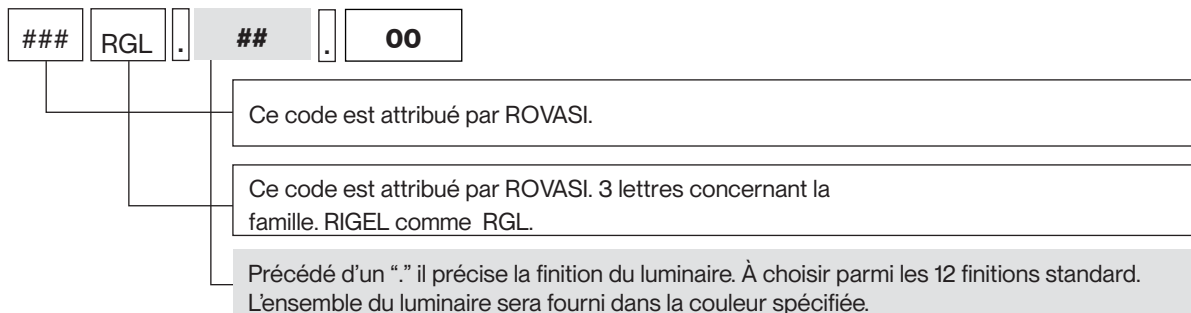 ### RGL . ## . 00
Ce code est attribué par ROVASI.
Ce code est attribué par ROVASI. 3 lettres concernant la
famille. RIGEL comme RGL.
Précédé d’un “.” il précise la finition du luminaire. À choisir parmi les 12 finitions standard.
L’ensemble du luminaire sera fourni dans la couleur spécifiée.